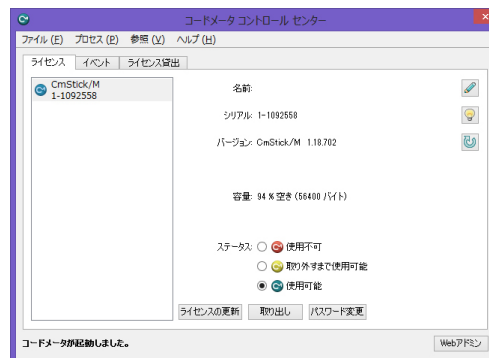 コードメータ コントロール センター
ファイル (F) プロセス (P) 参照 (V) ヘルプ (H)
ライセンス イベント ライセンス貸出
CmStick/M
1-1092558
名前:
シリアル: 1-1092558
バージョン: CmStick/M 1.18.702
容量: 94 % 空き (56400 バイト)
ステータス: 使用不可
取り外すまで使用可能
使用可能
ライセンスの更新 取り出し パスワード変更
コードメータが起動しました。 Webアドミン